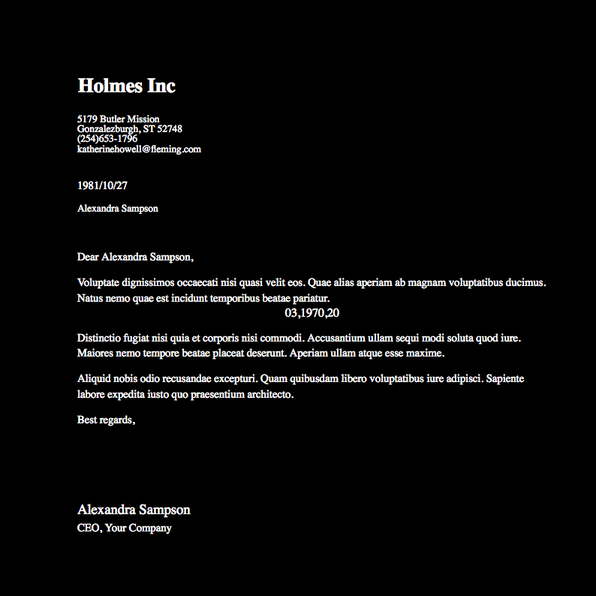 Holmes Inc
5179 Butler Mission
Gonzalezburgh, ST 52748
(254)653-1796
katherinehowell@fleming.com
1981/10/27
Alexandra Sampson
Dear Alexandra Sampson,
Voluptate dignissimos occaecati nisi quasi velit eos. Quae alias aperiam ab magnam voluptatibus ducimus.
Natus nemo quae est incidunt temporibus beatae pariatur.
03,1970,20
Distinctio fugiat nisi quia et corporis nisi commodi. Accusantium ullam sequi modi soluta quod iure.
Maiores nemo tempore beatae placeat deserunt. Aperiam ullam atque esse maxime.
Aliquid nobis odio recusandae excepturi. Quam quibusdam libero voluptatibus iure adipisci. Sapiente
labore expedita iusto quo praesentium architecto.
Best regards,
Alexandra Sampson
CEO, Your Company